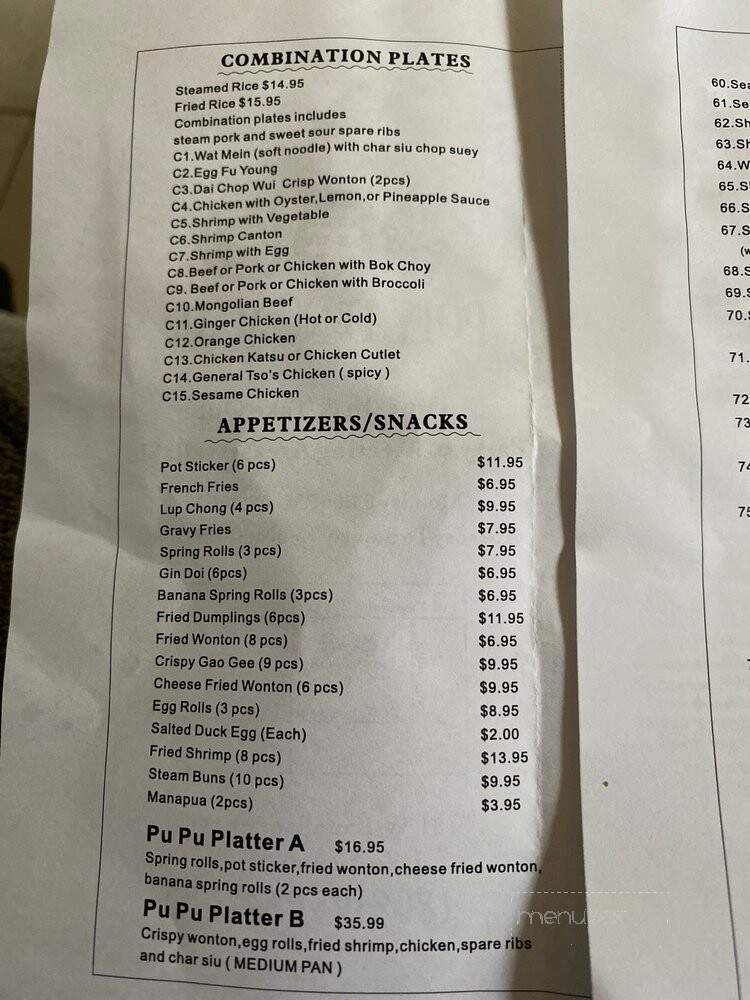 COMBINATION PLATES
Steamed Rice $14.95
Fried Rice $15.95
Combination plates includes
steam pork and sweet sour spare ribs
C1.Wat Mein (soft noodle) with char siu chop suey
C2.Egg Fu Young
C3.Dai Chop Wui Crisp Wonton (2pcs)
C4.Chicken with Oyster,Lemon,or Pineapple Sauce
C5.Shrimp with Vegetable
C6.Shrimp Canton
C7.Shrimp with Egg
C8.Beef or Pork or Chicken with Bok Choy
C9. Beef or Pork or Chicken with Broccoli
C10.Mongolian Beef
C11.Ginger Chicken (Hot or Cold)
C12.Orange Chicken
C13.Chicken Katsu or Chicken Cutlet
C14.General Tso's Chicken ( spicy )
C15.Sesame Chicken
APPETIZERS/SNACKS
Pot Sticker (6 pcs) $11.95
French Fries $6.95
Lup Chong (4 pcs) $9.95
Gravy Fries $7.95
Spring Rolls (3 pcs) $7.95
Gin Doi (6pcs) $6.95
Banana Spring Rolls (3pcs) $6.95
Fried Dumplings (6pcs) $11.95
Fried Wonton (8 pcs) $6.95
Crispy Gao Gee (9 pcs) $9.95
Cheese Fried Wonton (6 pcs) $9.95
Egg Rolls (3 pcs) $8.95
Salted Duck Egg (Each) $2.00
Fried Shrimp (8 pcs) $13.95
Steam Buns (10 pcs) $9.95
Manapua (2pcs) $3.95
Pu Pu Platter A $16.95
Spring rolls,pot sticker,fried wonton,cheese fried wonton,
banana spring rolls (2 pcs each)
Pu Pu Platter B $35.99
Crispy wonton,egg rolls,fried shrimp,chicken,spare ribs
and char siu ( MEDIUM PAN )
60.
61.
62.
63.
64.
65.
66.
67.
68.
69.
70.
71.
72
73